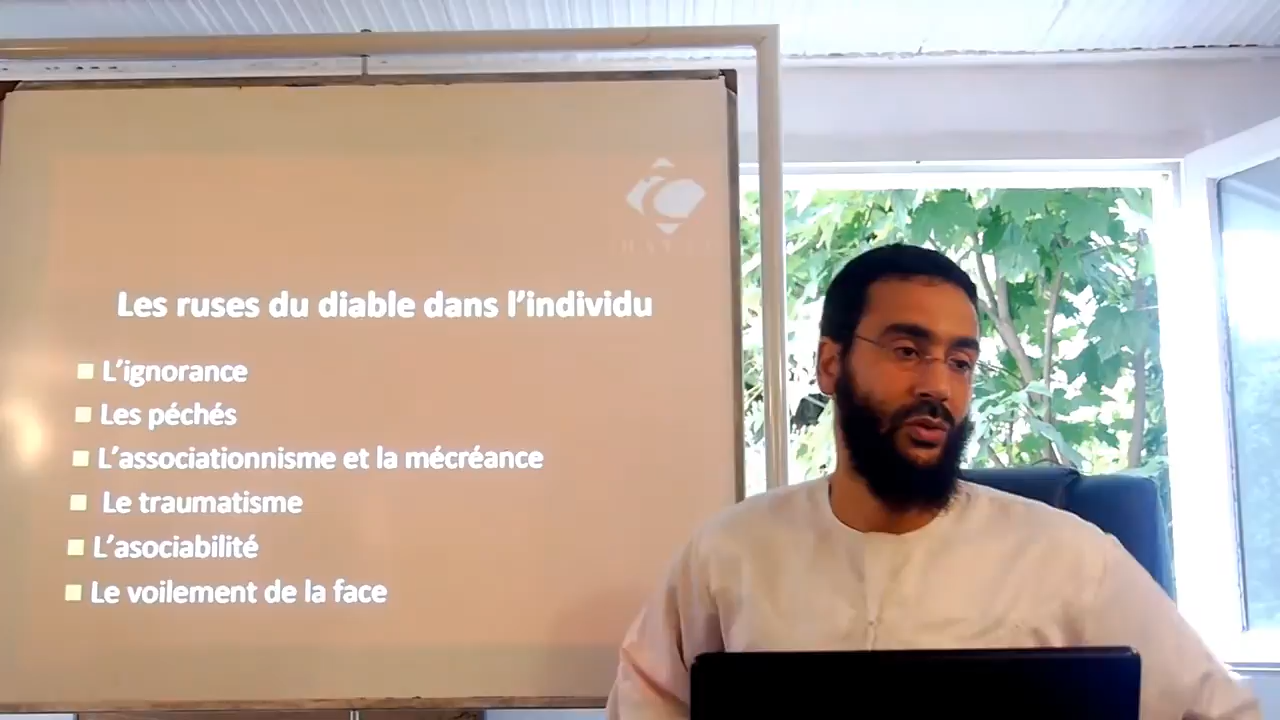 Les ruses du diable dans l’individu
L’ignorance
Les péchés
L’associationnisme et la mécréance
Le traumatisme
L’asociabilité
Le voilement de la face